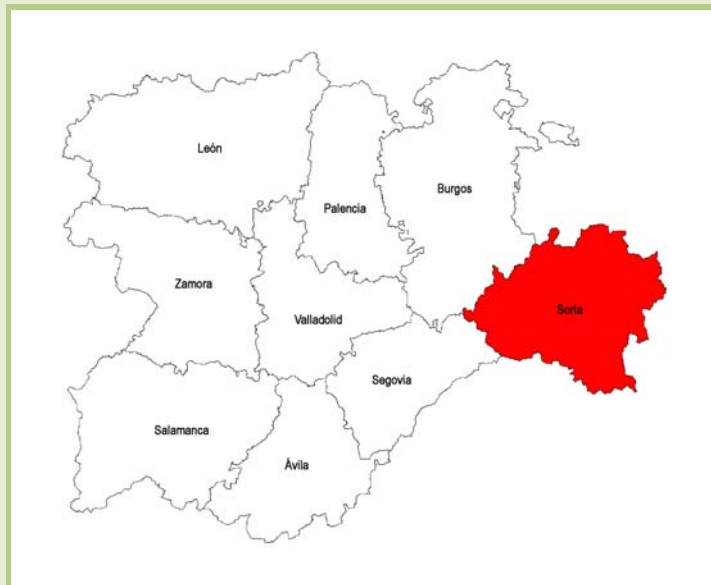 León
Palencia
Burgos
Zamora
Valladolid
Soria
Segovia
Salamanca
Ávila